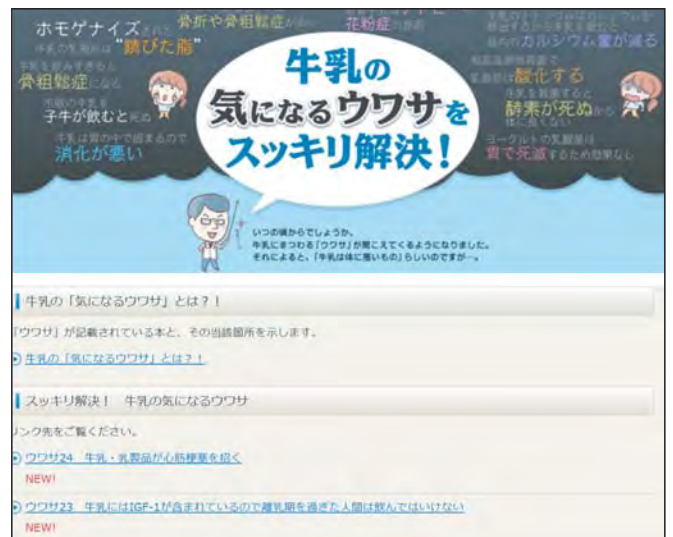 ホモゲナイズされた
牛乳の乳脂肪は"錆びた脂"
骨折や骨粗鬆症が
花粉症の原因
体内のカルシウム量が減る
牛乳を飲みすぎると
骨粗鬆症になる
酸化する
市販の牛乳を
子牛が飲むと死ぬ
牛乳を殺菌すると
酵素が死ぬから
体に良くない
牛乳は胃の中で固まるので
消化が悪い
ヨーグルトの乳酸菌は
胃で死滅するため効果なし
牛乳の
気になるウワサを
スッキリ解決！
いつの頃からでしょうか、
牛乳にまつわる「ウワサ」が聞こえてくるようになりました。
それによると、「牛乳は体に悪いもの」らしいのですが…。
牛乳の「気になるウワサ」とは？！
「ウワサ」が記載されている本と、その当該箇所を示します。
牛乳の「気になるウワサ」とは？！
スッキリ解決！　牛乳の気になるウワサ
リンク先をご覧ください。
ウワサ24　牛乳・乳製品が心筋梗塞を招く
NEW!
ウワサ23　牛乳にはIGF-1が含まれているので離乳期を過ぎた人間は飲んではいけない
NEW!